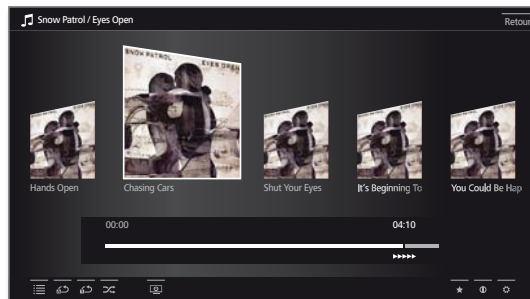 Snow Patrol / Eyes Open
Retour
SNOW PATROL
EYES OPEN
Hands Open
Chasing Cars
Shut Your Eyes
It's Beginning To
You Could Be Hap
00:00
04:10